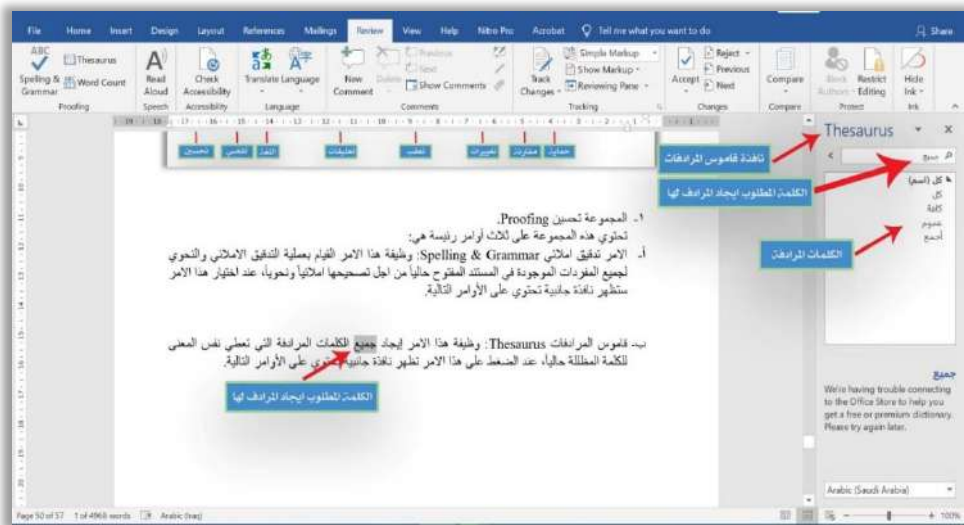 File Home Insert Design Layout References Mailings Review View Help Nitro Pro Acrobat Tell me what you want to do Share
ABC Spelling & Grammar
Thesaurus
Word Count
Proofing
Read Aloud
Speech
Check Accessibility
Accessibility
Translate Language
Language
New Comment
Delete
Previous
Next
Show Comments
Comments
Track Changes
Simple Markup
Show Markup
Reviewing Pane
Tracking
Accept
Reject
Previous
Next
Changes
Compare
Compare
Block Authors
Restrict Editing
Protect
Hide Ink
Ink
تحسين
اللغة
تعليقات
تعقب
تغييرات
مقارنة
حماية
١- المجموعة تحسين Proofing.
تحتوي هذه المجموعة على ثلاث أوامر رئيسة هي:
أ- الامر تدقيق املائي Spelling & Grammar: وظيفة هذا الامر القيام بعملية التدقيق الاملائي والنحوي
لجميع المفردات الموجودة في المستند المفتوح حالياً من اجل تصحيحها املائياً ونحوياً، عند اختيار هذا الامر
ستظهر نافذة جانبية تحتوي على الأوامر التالية.
ب- قاموس المرادفات Thesaurus: وظيفة هذا الامر إيجاد جميع الكلمات المرادفة التي تعطي نفس المعنى
للكلمة المظللة حالياً، عند الضغط على هذا الامر تظهر نافذة جانبية تحتوي على الأوامر التالية.
الكلمة المطلوب ايجاد المرادف لها
نافذة قاموس المرادفات
الكلمة المطلوب ايجاد المرادف لها
الكلمات المرادفة
Thesaurus
جميع
كل (اسم)
كل
كافة
عموم
أجمع
جميع
We're having trouble connecting
to the Office Store to help you
get a free or premium dictionary.
Please try again later.
Arabic (Saudi Arabia)
Page 50 of 57 1 of 4968 words Arabic (Iraq) 100%